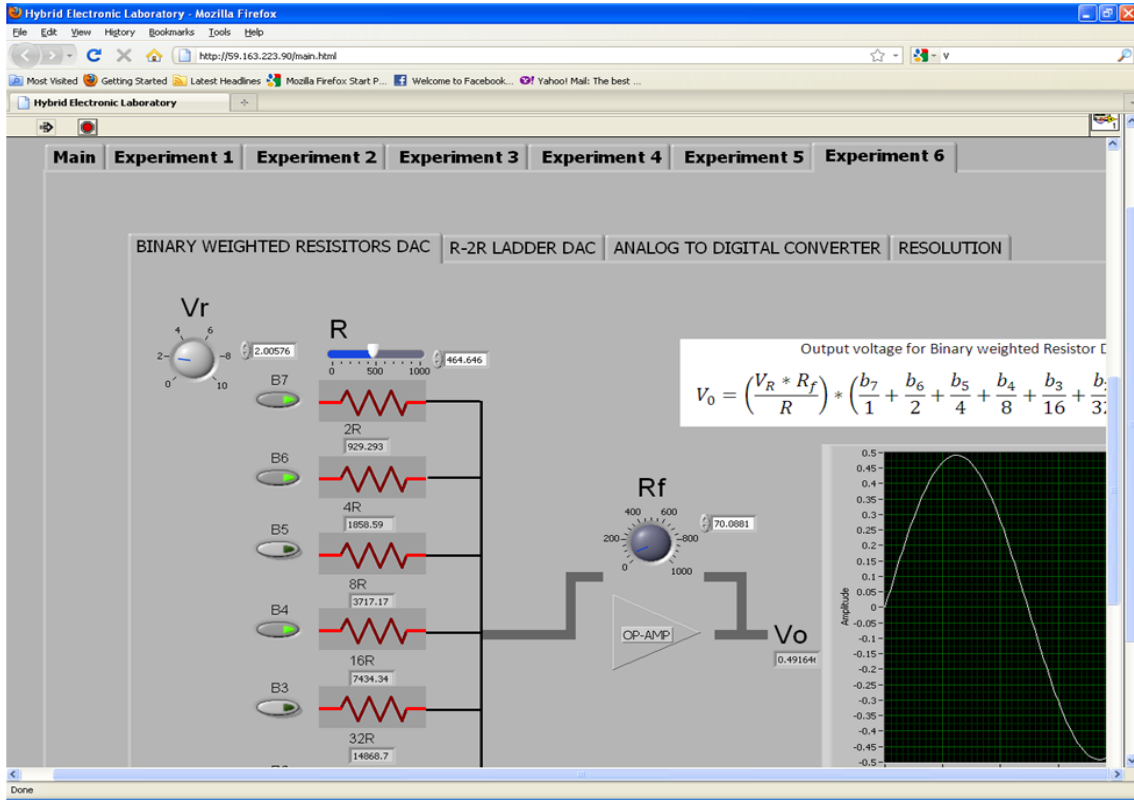 Hybrid Electronic Laboratory - Mozilla Firefox
File Edit View History Bookmarks Tools Help
http://59.163.223.90/main.html
v
Most Visited Getting Started Latest Headlines Mozilla Firefox Start P... Welcome to Facebook... Yahoo! Mail: The best ...
Hybrid Electronic Laboratory
Main Experiment 1 Experiment 2 Experiment 3 Experiment 4 Experiment 5 Experiment 6
BINARY WEIGHTED RESISITORS DAC R-2R LADDER DAC ANALOG TO DIGITAL CONVERTER RESOLUTION
Vr
0 2 4 6 8 10
2.00576
R
0 500 1000
464.646
Output voltage for Binary weighted Resistor D
V₀ = (V_R * R_f / R) * (b₇/1 + b₆/2 + b₅/4 + b₄/8 + b₃/16 +
B7
2R
929.293
B6
4R
1858.59
B5
8R
3717.17
B4
16R
7434.34
B3
32R
14868.7
Rf
0 200 400 600 800 1000
70.0881
OP-AMP
Vo
0.49164
Amplitude
0.5
0.45
0.4
0.35
0.3
0.25
0.2
0.15
0.1
0.05
0
-0.05
-0.1
-0.15
-0.2
-0.25
-0.3
-0.35
-0.4
-0.45
-0.5
Done